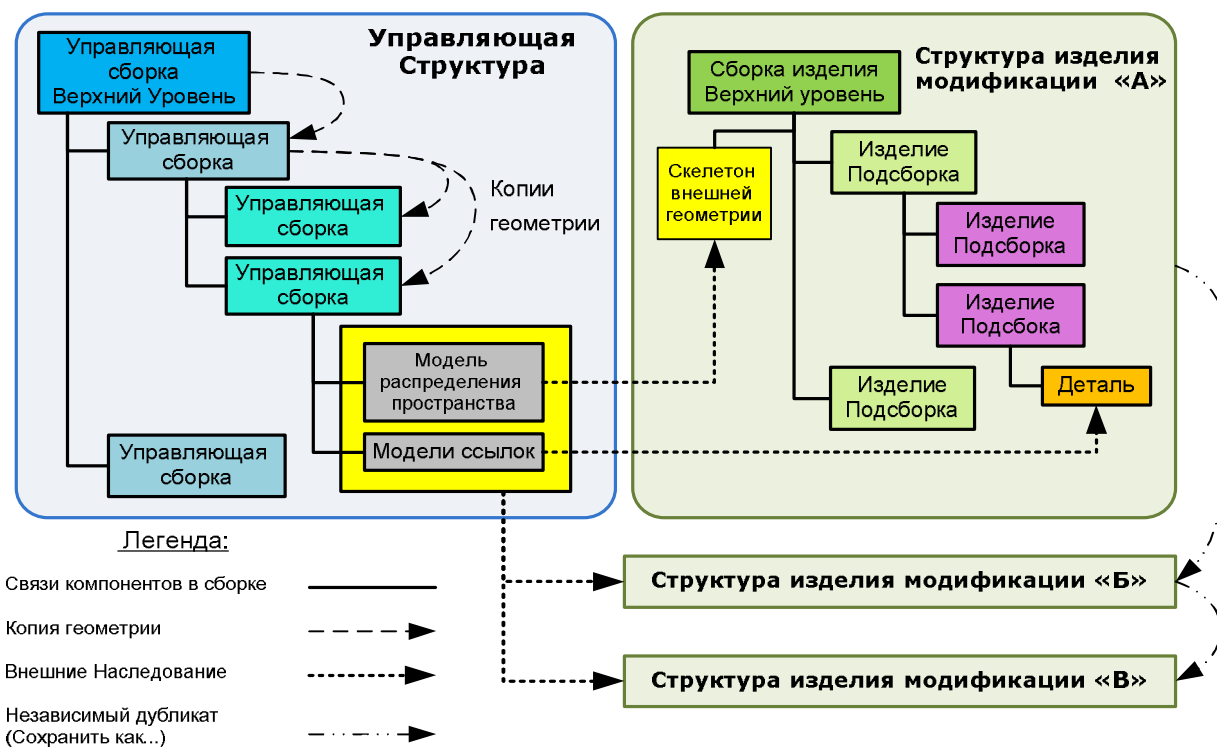 Управляющая
Структура
Управляющая
сборка
Верхний Уровень
Управляющая
сборка
Управляющая
сборка
Управляющая
сборка
Копии
геометрии
Модель
распределения
пространства
Модели ссылок
Управляющая
сборка
Структура изделия
модификации «А»
Сборка изделия
Верхний уровень
Скелетон
внешней
геометрии
Изделие
Подсборка
Изделие
Подсборка
Изделие
Подсбока
Изделие
Подсборка
Деталь
Структура изделия модификации «Б»
Структура изделия модификации «В»
Легенда:
Связи компонентов в сборке
Копия геометрии
Внешние Наследование
Независимый дубликат
(Сохранить как...)